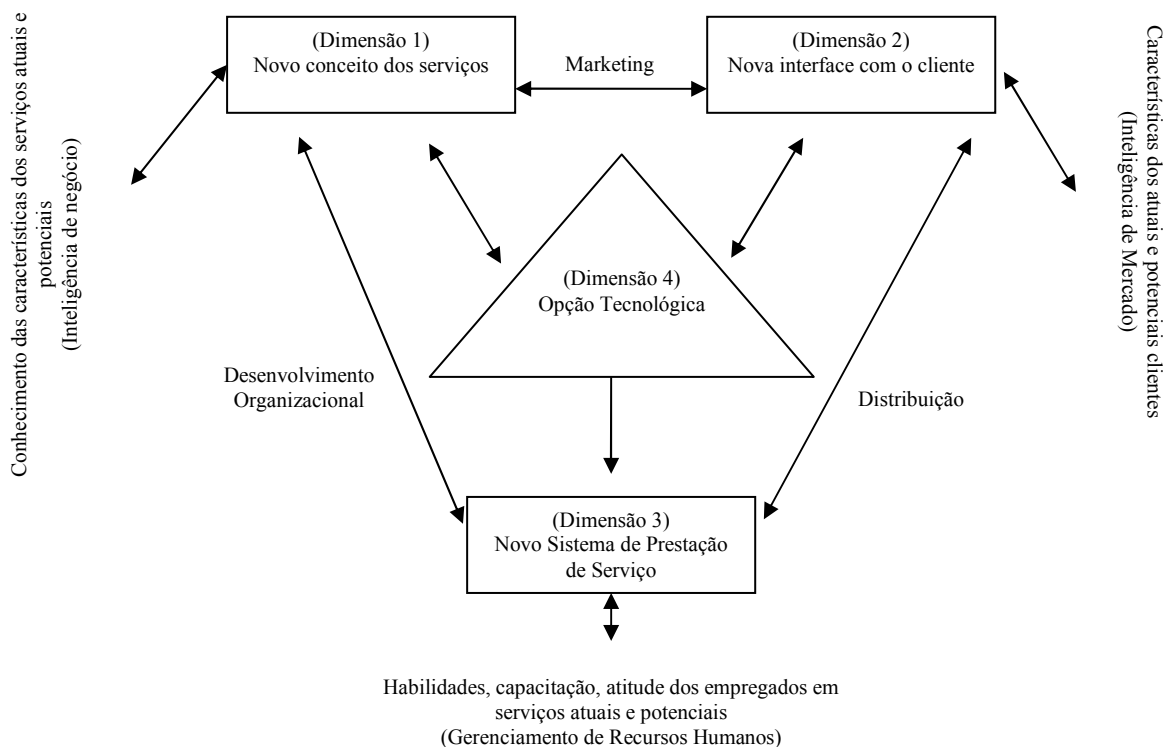 Conhecimento das características dos serviços atuais e
potenciais
(Inteligência de negócio)
(Dimensão 1)
Novo conceito dos serviços
Marketing
(Dimensão 2)
Nova interface com o cliente
Características dos atuais e potenciais clientes
(Inteligência de Mercado)
(Dimensão 4)
Opção Tecnológica
Desenvolvimento
Organizacional
Distribuição
(Dimensão 3)
Novo Sistema de Prestação
de Serviço
Habilidades, capacitação, atitude dos empregados em
serviços atuais e potenciais
(Gerenciamento de Recursos Humanos)